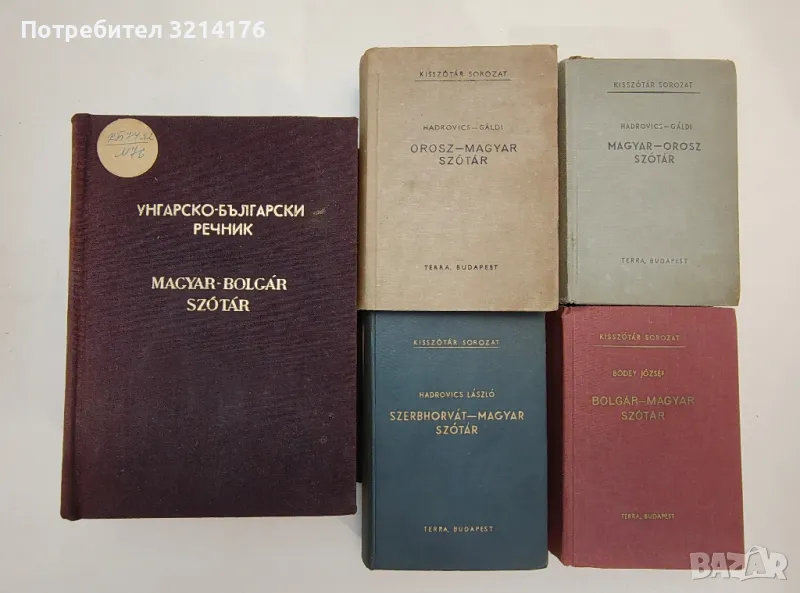 Потребител 3214176
УНГАРСКО-БЪЛГАРСКИ
РЕЧНИК
MAGYAR-BOLGÁR
SZÓTÁR
KISSZÓTÁR SOROZAT
HADROVICS—GÁLDI
OROSZ—MAGYAR
SZÓTÁR
TERRA, BUDAPEST
KISSZÓTÁR SOROZAT
HADROVICS—GÁLDI
MAGYAR—OROSZ
SZÓTÁR
TERRA, BUDAPEST
KISSZÓTÁR SOROZAT
HADROVICS LÁSZLÓ
SZERBHORVÁT—MAGYAR
SZÓTÁR
TERRA, BUDAPEST
KISSZÓTÁR SOROZAT
BÖDEY JÓZSEF
BOLGÁR—MAGYAR
SZÓTÁR
TERRA, BUDAPEST
BAZAR